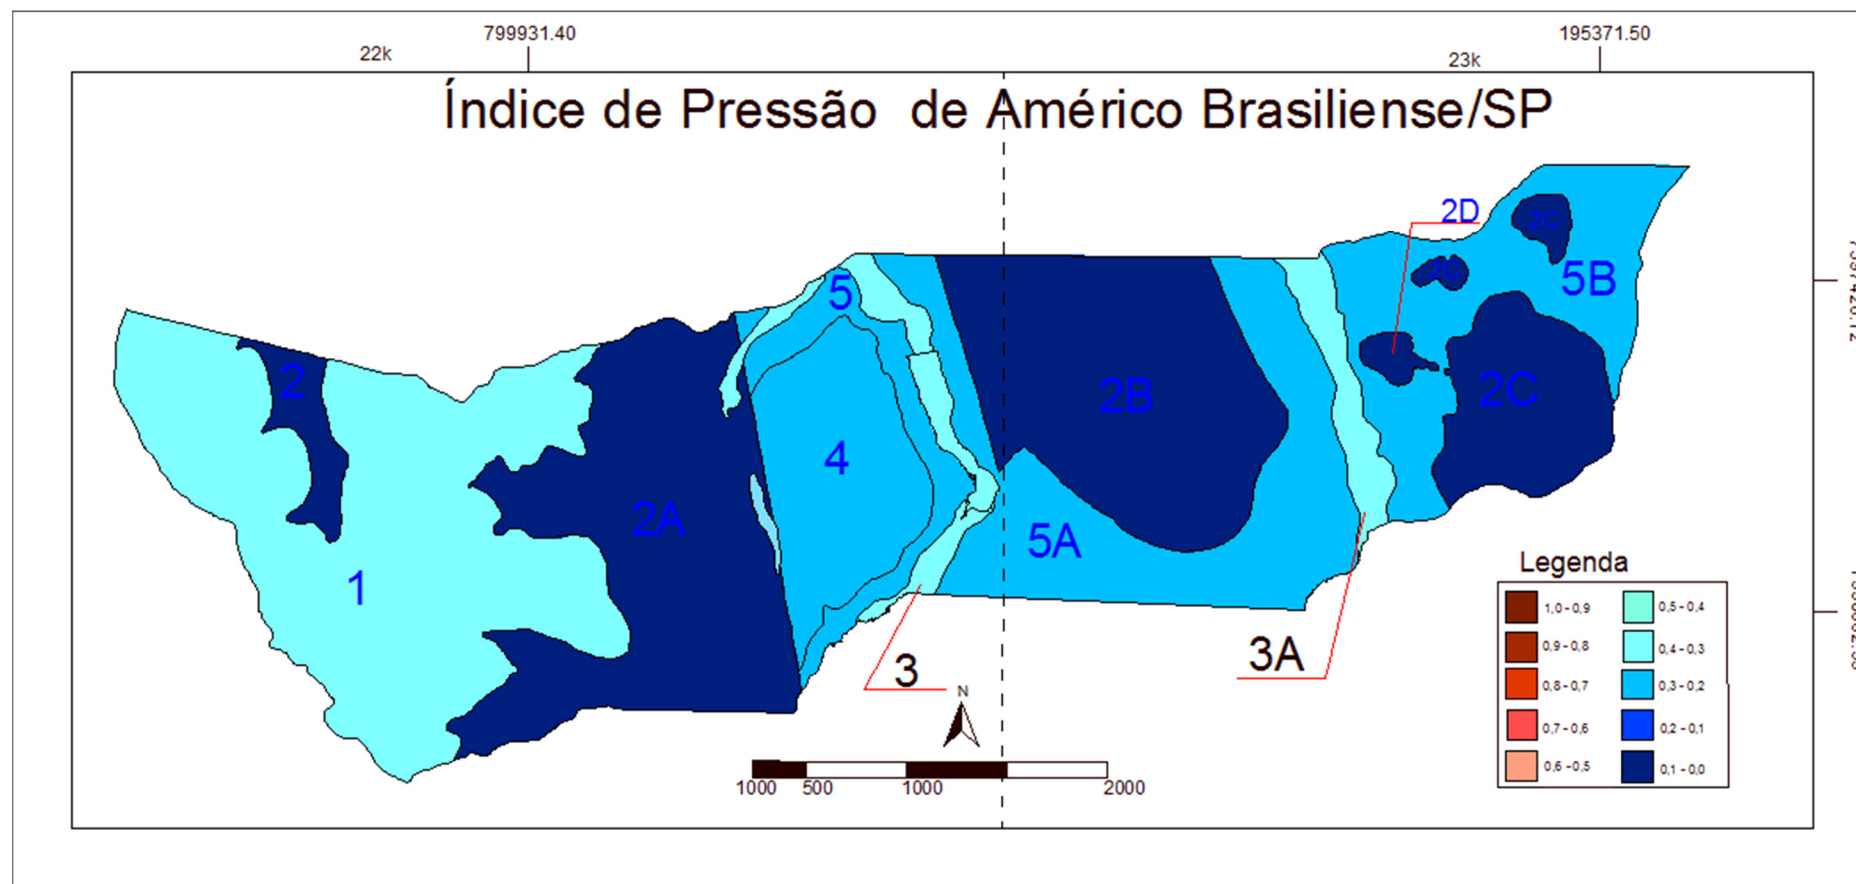 799931.40
195371.50
22k
23k
Índice de Pressão de Américo Brasiliense/SP
2D
2C
2C
5B
5
2
2B
2C
4
2A
5A
1
3
3A
N
1000 500 1000 2000
Legenda
1,0 - 0,9
0,5 - 0,4
0,9 - 0,8
0,4 - 0,3
0,8 - 0,7
0,3 - 0,2
0,7 - 0,6
0,2 - 0,1
0,6 - 0,5
0,1 - 0,0